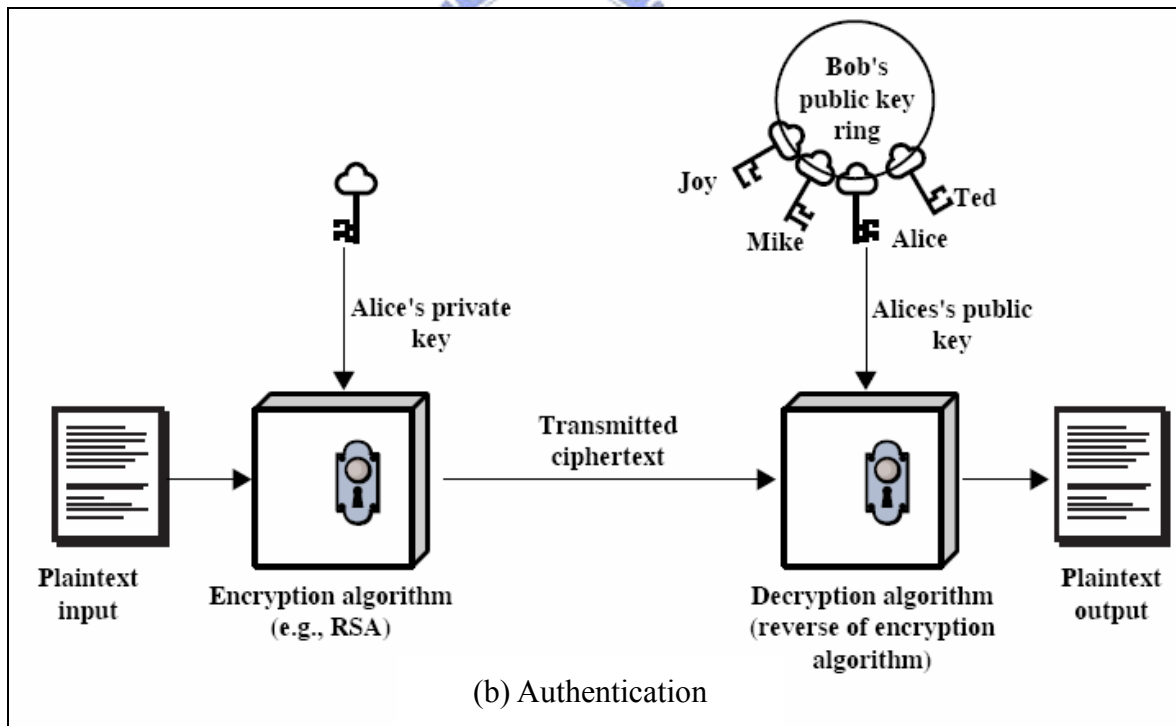 Bob's
public key
ring
Joy
Ted
Mike
Alice
Alice's private
key
Alices's public
key
Transmitted
ciphertext
Plaintext
input
Encryption algorithm
(e.g., RSA)
Decryption algorithm
(reverse of encryption
algorithm)
Plaintext
output
(b) Authentication